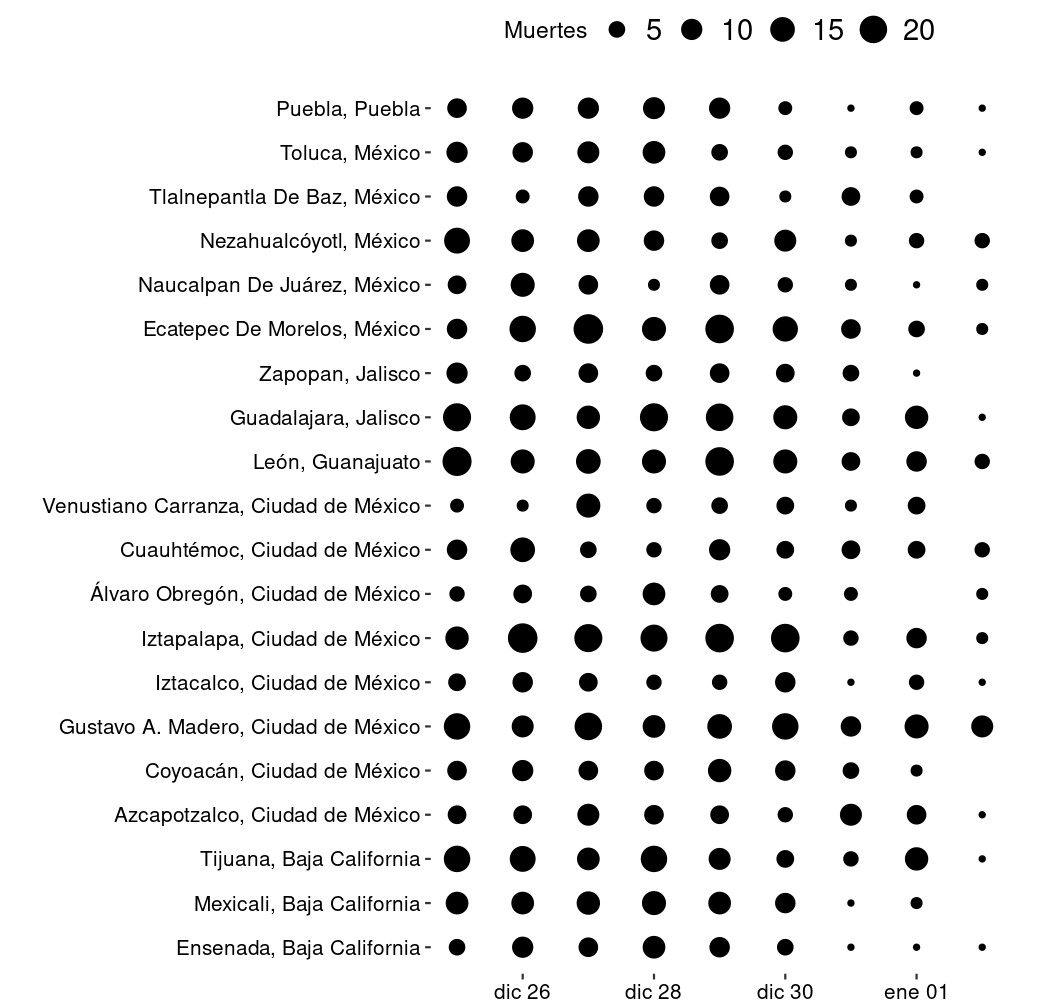 Muertes 5 10 15 20
Puebla, Puebla
Toluca, México
Tlalnepantla De Baz, México
Nezahualcóyotl, México
Naucalpan De Juárez, México
Ecatepec De Morelos, México
Zapopan, Jalisco
Guadalajara, Jalisco
León, Guanajuato
Venustiano Carranza, Ciudad de México
Cuauhtémoc, Ciudad de México
Álvaro Obregón, Ciudad de México
Iztapalapa, Ciudad de México
Iztacalco, Ciudad de México
Gustavo A. Madero, Ciudad de México
Coyoacán, Ciudad de México
Azcapotzalco, Ciudad de México
Tijuana, Baja California
Mexicali, Baja California
Ensenada, Baja California
dic 26 dic 28 dic 30 ene 01